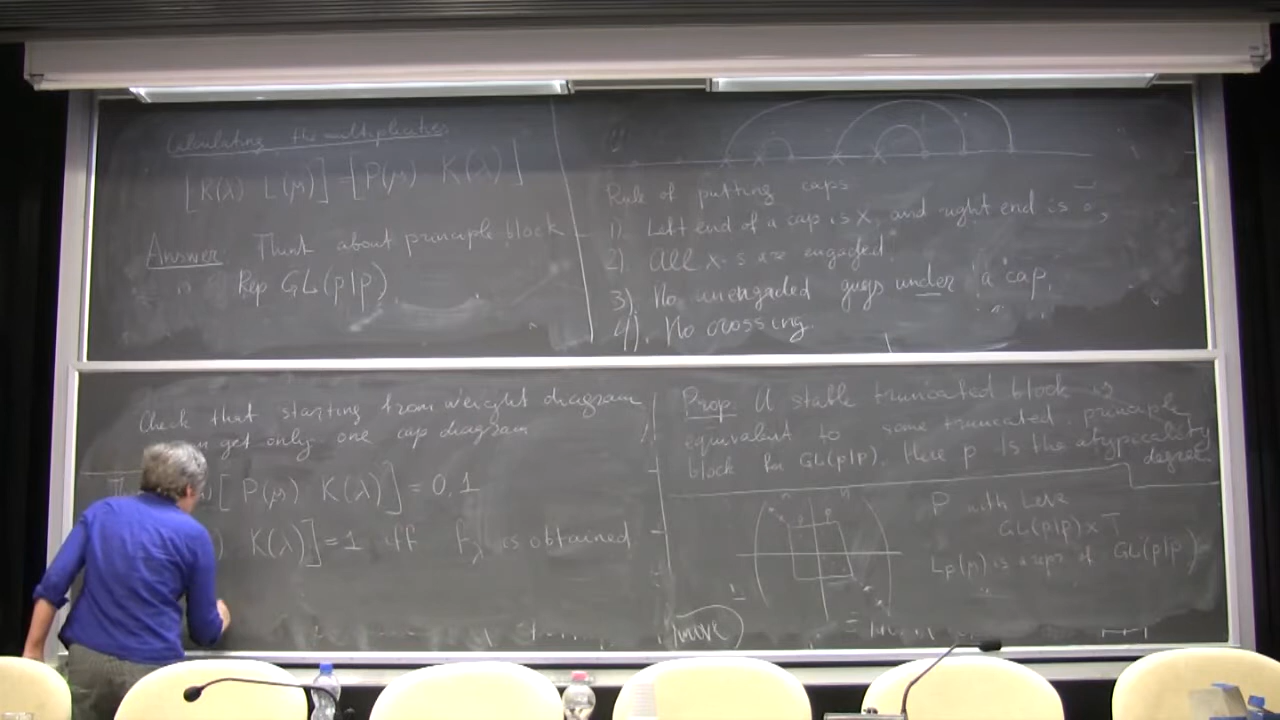 Calculating the multiplicities
[K(λ) L(μ)] = [P(μ) K(λ)]
Answer Think about principle block
Rep GL(p|p)
Rule of putting caps
1) Left end of a cap is x, and right end is o,
2) All x-s are engaged.
3) No unengaded guys under a cap,
4). No crossing.
Check that starting from weight diagram
get only one cap diagram
[P(μ) K(λ)] = 0,1
K(λ)] = 1 iff f_λ is obtained
Prop. A stable truncated block is
equivalent to some truncated principle
block for GL(p|p). Here p is the atypicality
degree
P with Levi
GL(p|p) x T
L_p(μ) is a repr of GL(p|p)
move